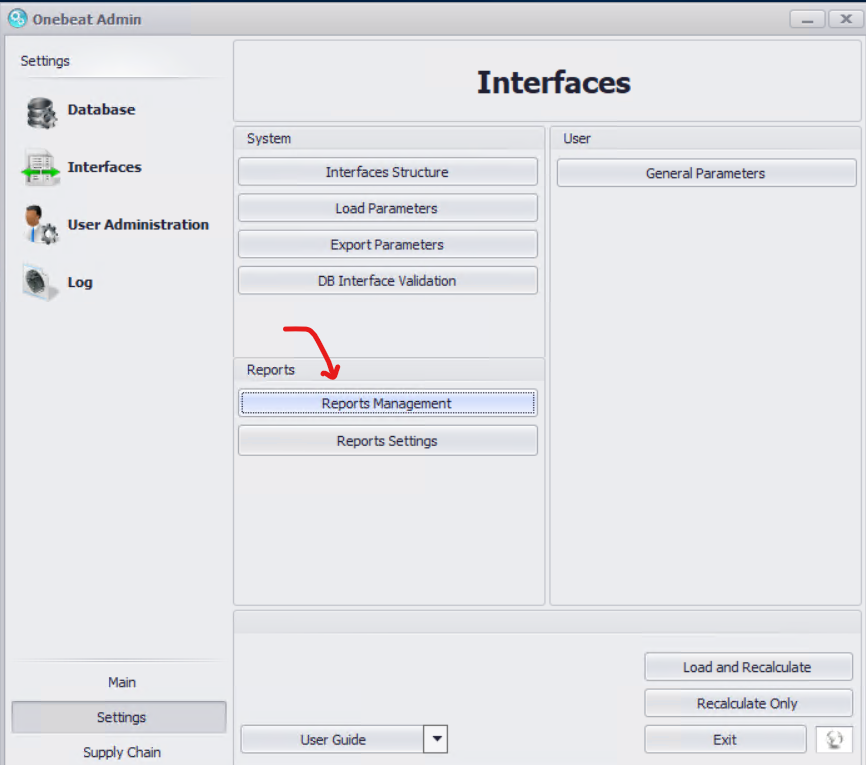 Onebeat Admin
Settings
Database
Interfaces
User Administration
Log
Main
Settings
Supply Chain
Interfaces
System
Interfaces Structure
Load Parameters
Export Parameters
DB Interface Validation
Reports
Reports Management
Reports Settings
User
General Parameters
Load and Recalculate
Recalculate Only
User Guide
Exit